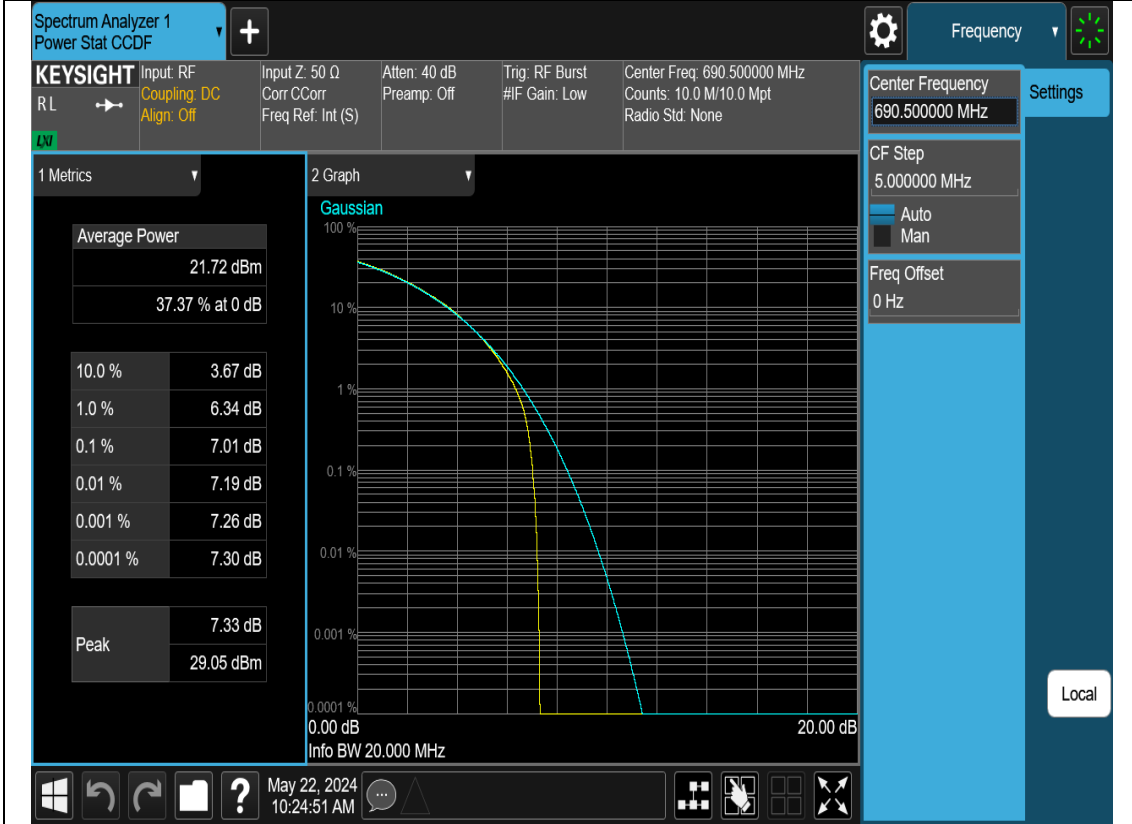 Spectrum Analyzer 1
Power Stat CCDF
+
Frequency
KEYSIGHT
RL
LXI
Input: RF
Coupling: DC
Align: Off
Input Z: 50 Ω
Corr CCorr
Freq Ref: Int (S)
Atten: 40 dB
Preamp: Off
Trig: RF Burst
#IF Gain: Low
Center Freq: 690.500000 MHz
Counts: 10.0 M/10.0 Mpt
Radio Std: None
Center Frequency
690.500000 MHz
Settings
CF Step
5.000000 MHz
Auto
Man
Freq Offset
0 Hz
1 Metrics
Average Power
21.72 dBm
37.37 % at 0 dB
10.0 % 3.67 dB
1.0 % 6.34 dB
0.1 % 7.01 dB
0.01 % 7.19 dB
0.001 % 7.26 dB
0.0001 % 7.30 dB
Peak
7.33 dB
29.05 dBm
2 Graph
Gaussian
100 %
10 %
1 %
0.1 %
0.01 %
0.001 %
0.0001 %
0.00 dB 20.00 dB
Info BW 20.000 MHz
Local
?
May 22, 2024
10:24:51 AM